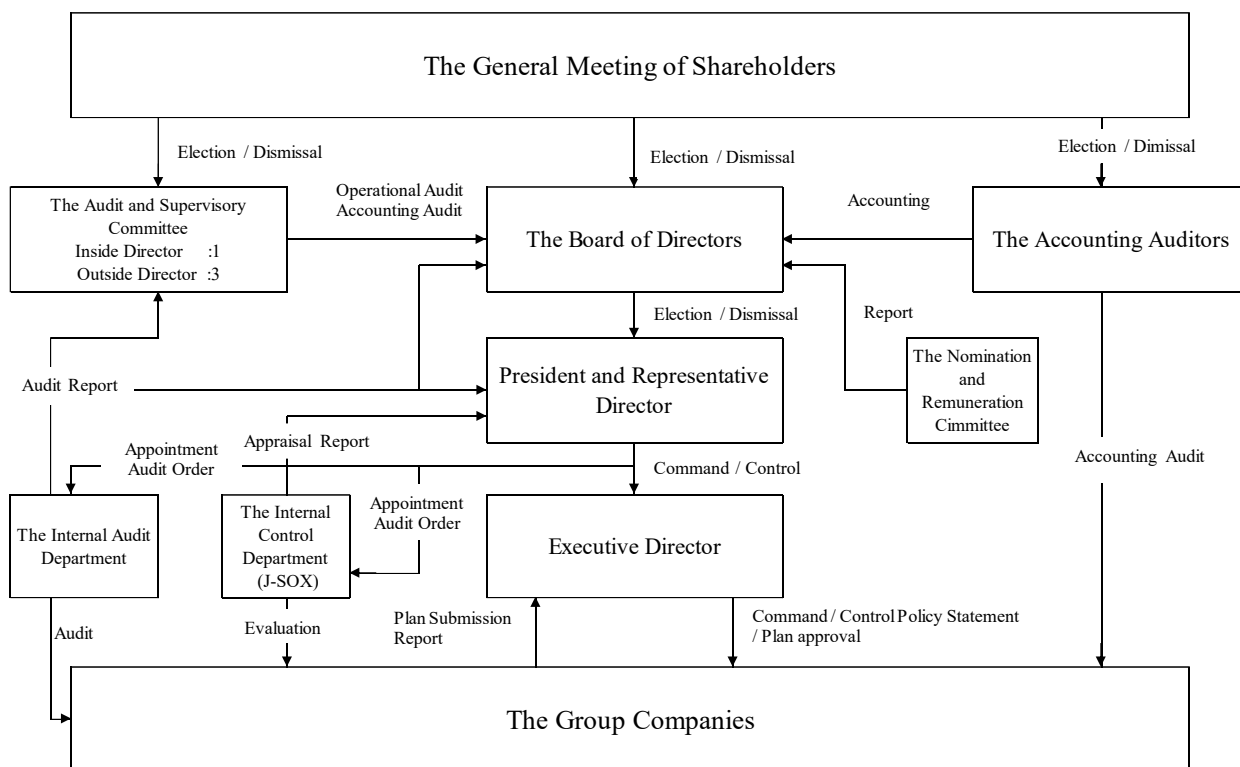 The General Meeting of Shareholders
Election / Dismissal
Election / Dismissal
Election / Dimissal
The Audit and Supervisory
Committee
Inside Director :1
Outside Director :3
Operational Audit
Accounting Audit
The Board of Directors
Accounting
The Accounting Auditors
Election / Dismissal
Report
Audit Report
President and Representative
Director
The Nomination
and
Remuneration
Cimmittee
Appraisal Report
Appointment
Audit Order
Command / Control
Accounting Audit
The Internal Audit
Department
The Internal
Control
Department
(J-SOX)
Appointment
Audit Order
Executive Director
Audit
Evaluation
Plan Submission
Report
Command / Control Policy Statement
/ Plan approval
The Group Companies